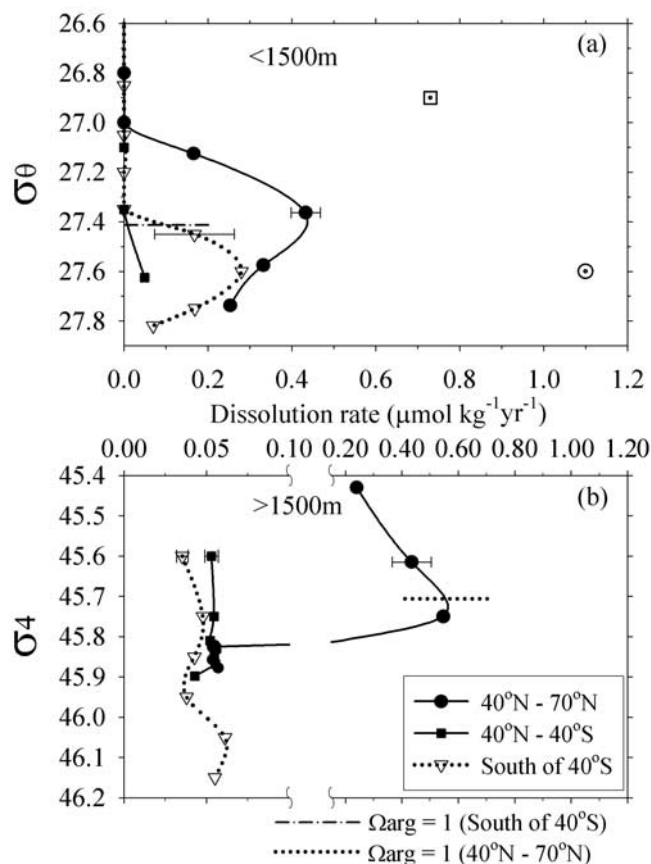 26.6
26.8
27.0
27.2
27.4
27.6
27.8
σθ
(a)
<1500m
0.0 0.2 0.4 0.6 0.8 1.0 1.2
Dissolution rate (μmol kg⁻¹yr⁻¹)
0.00 0.05 0.10 0.20 0.40 0.60 0.80 1.20
45.4
45.5
45.6
45.7
45.8
45.9
46.0
46.1
46.2
σ4
(b)
>1500m
40°N - 70°N
40°N - 40°S
South of 40°S
Ωarg = 1 (South of 40°S)
Ωarg = 1 (40°N - 70°N)